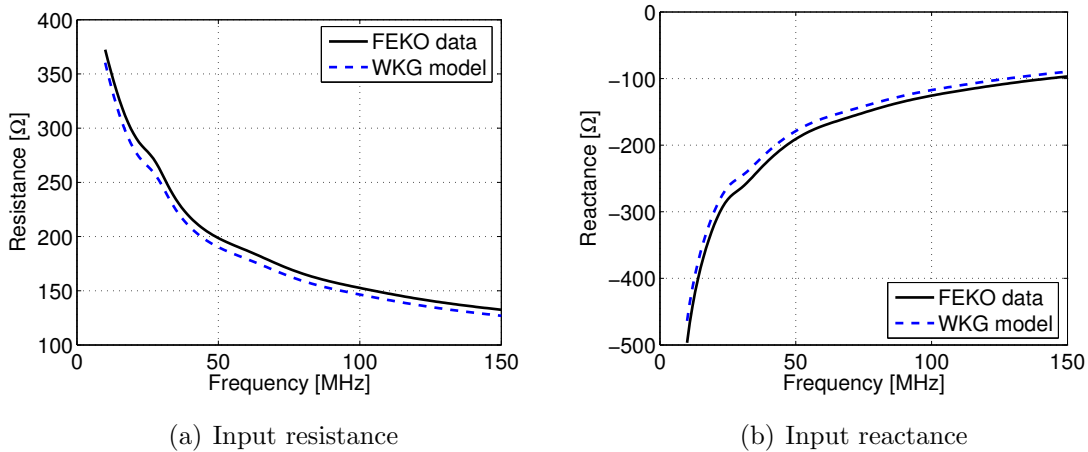 400
350
300
250
200
150
100
Resistance [Ω]
FEKO data
WKG model
0
50
100
150
Frequency [MHz]
(a) Input resistance
0
−100
−200
−300
−400
−500
Reactance [Ω]
FEKO data
WKG model
0
50
100
150
Frequency [MHz]
(b) Input reactance